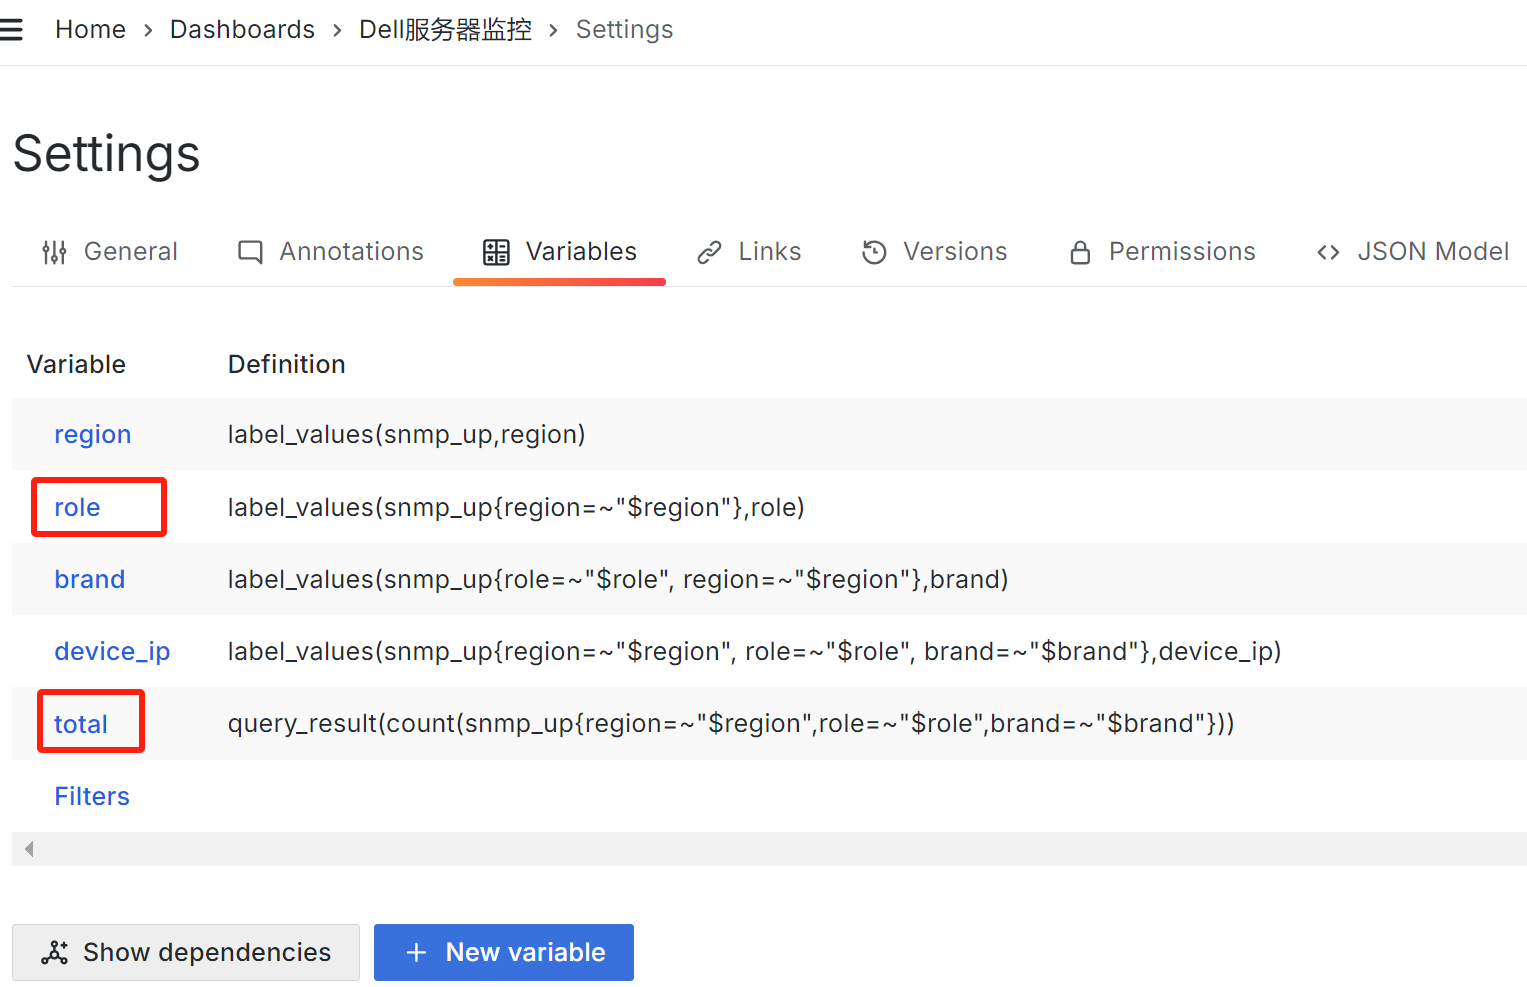 Home › Dashboards › Dell服务器监控 › Settings
Settings
General Annotations Variables Links Versions Permissions JSON Model
Variable Definition
region label_values(snmp_up,region)
role label_values(snmp_up{region=~"$region"},role)
brand label_values(snmp_up{role=~"$role", region=~"$region"},brand)
device_ip label_values(snmp_up{region=~"$region", role=~"$role", brand=~"$brand"},device_ip)
total query_result(count(snmp_up{region=~"$region",role=~"$role",brand=~"$brand"}))
Filters
Show dependencies + New variable